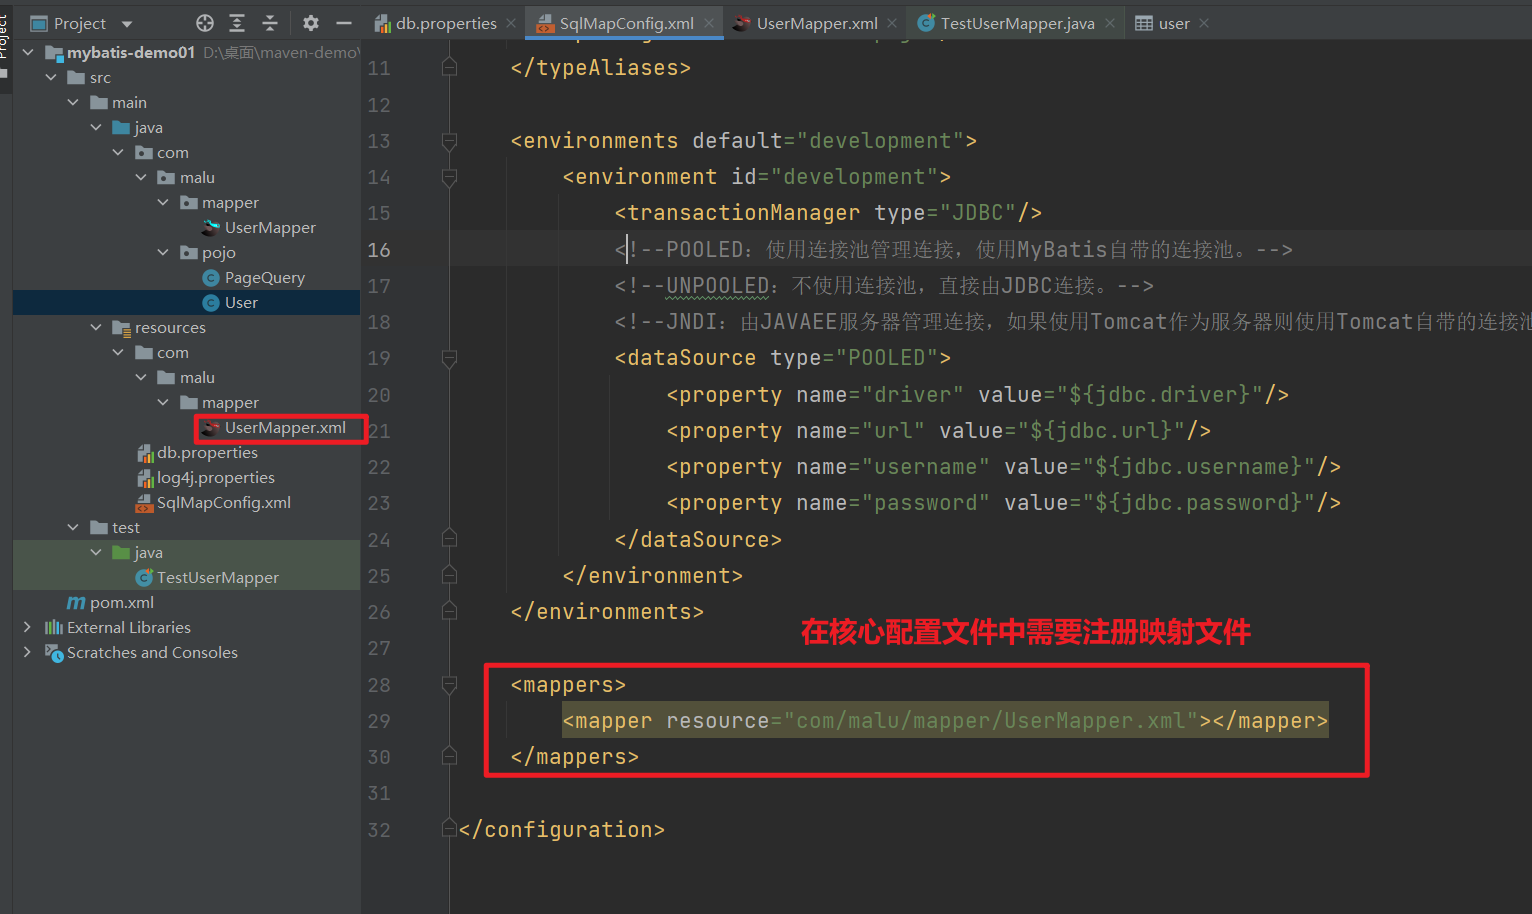 Project
Project
db.properties
SqlMapConfig.xml
UserMapper.xml
TestUserMapper.java
user
mybatis-demo01 D:\桌面\maven-demo\
src
main
java
com
malu
mapper
UserMapper
pojo
PageQuery
User
resources
com
malu
mapper
UserMapper.xml
db.properties
log4j.properties
SqlMapConfig.xml
test
java
TestUserMapper
pom.xml
External Libraries
Scratches and Consoles
11 </typeAliases>
12
13 <environments default="development">
14 <environment id="development">
15 <transactionManager type="JDBC"/>
16 <!--POOLED：使用连接池管理连接，使用MyBatis自带的连接池。-->
17 <!--UNPOOLED：不使用连接池，直接由JDBC连接。-->
18 <!--JNDI：由JAVAEE服务器管理连接，如果使用Tomcat作为服务器则使用Tomcat自带的连接池
19 <dataSource type="POOLED">
20 <property name="driver" value="${jdbc.driver}"/>
21 <property name="url" value="${jdbc.url}"/>
22 <property name="username" value="${jdbc.username}"/>
23 <property name="password" value="${jdbc.password}"/>
24 </dataSource>
25 </environment>
26 </environments>
在核心配置文件中需要注册映射文件
27
28 <mappers>
29 <mapper resource="com/malu/mapper/UserMapper.xml"></mapper>
30 </mappers>
31
32 </configuration>